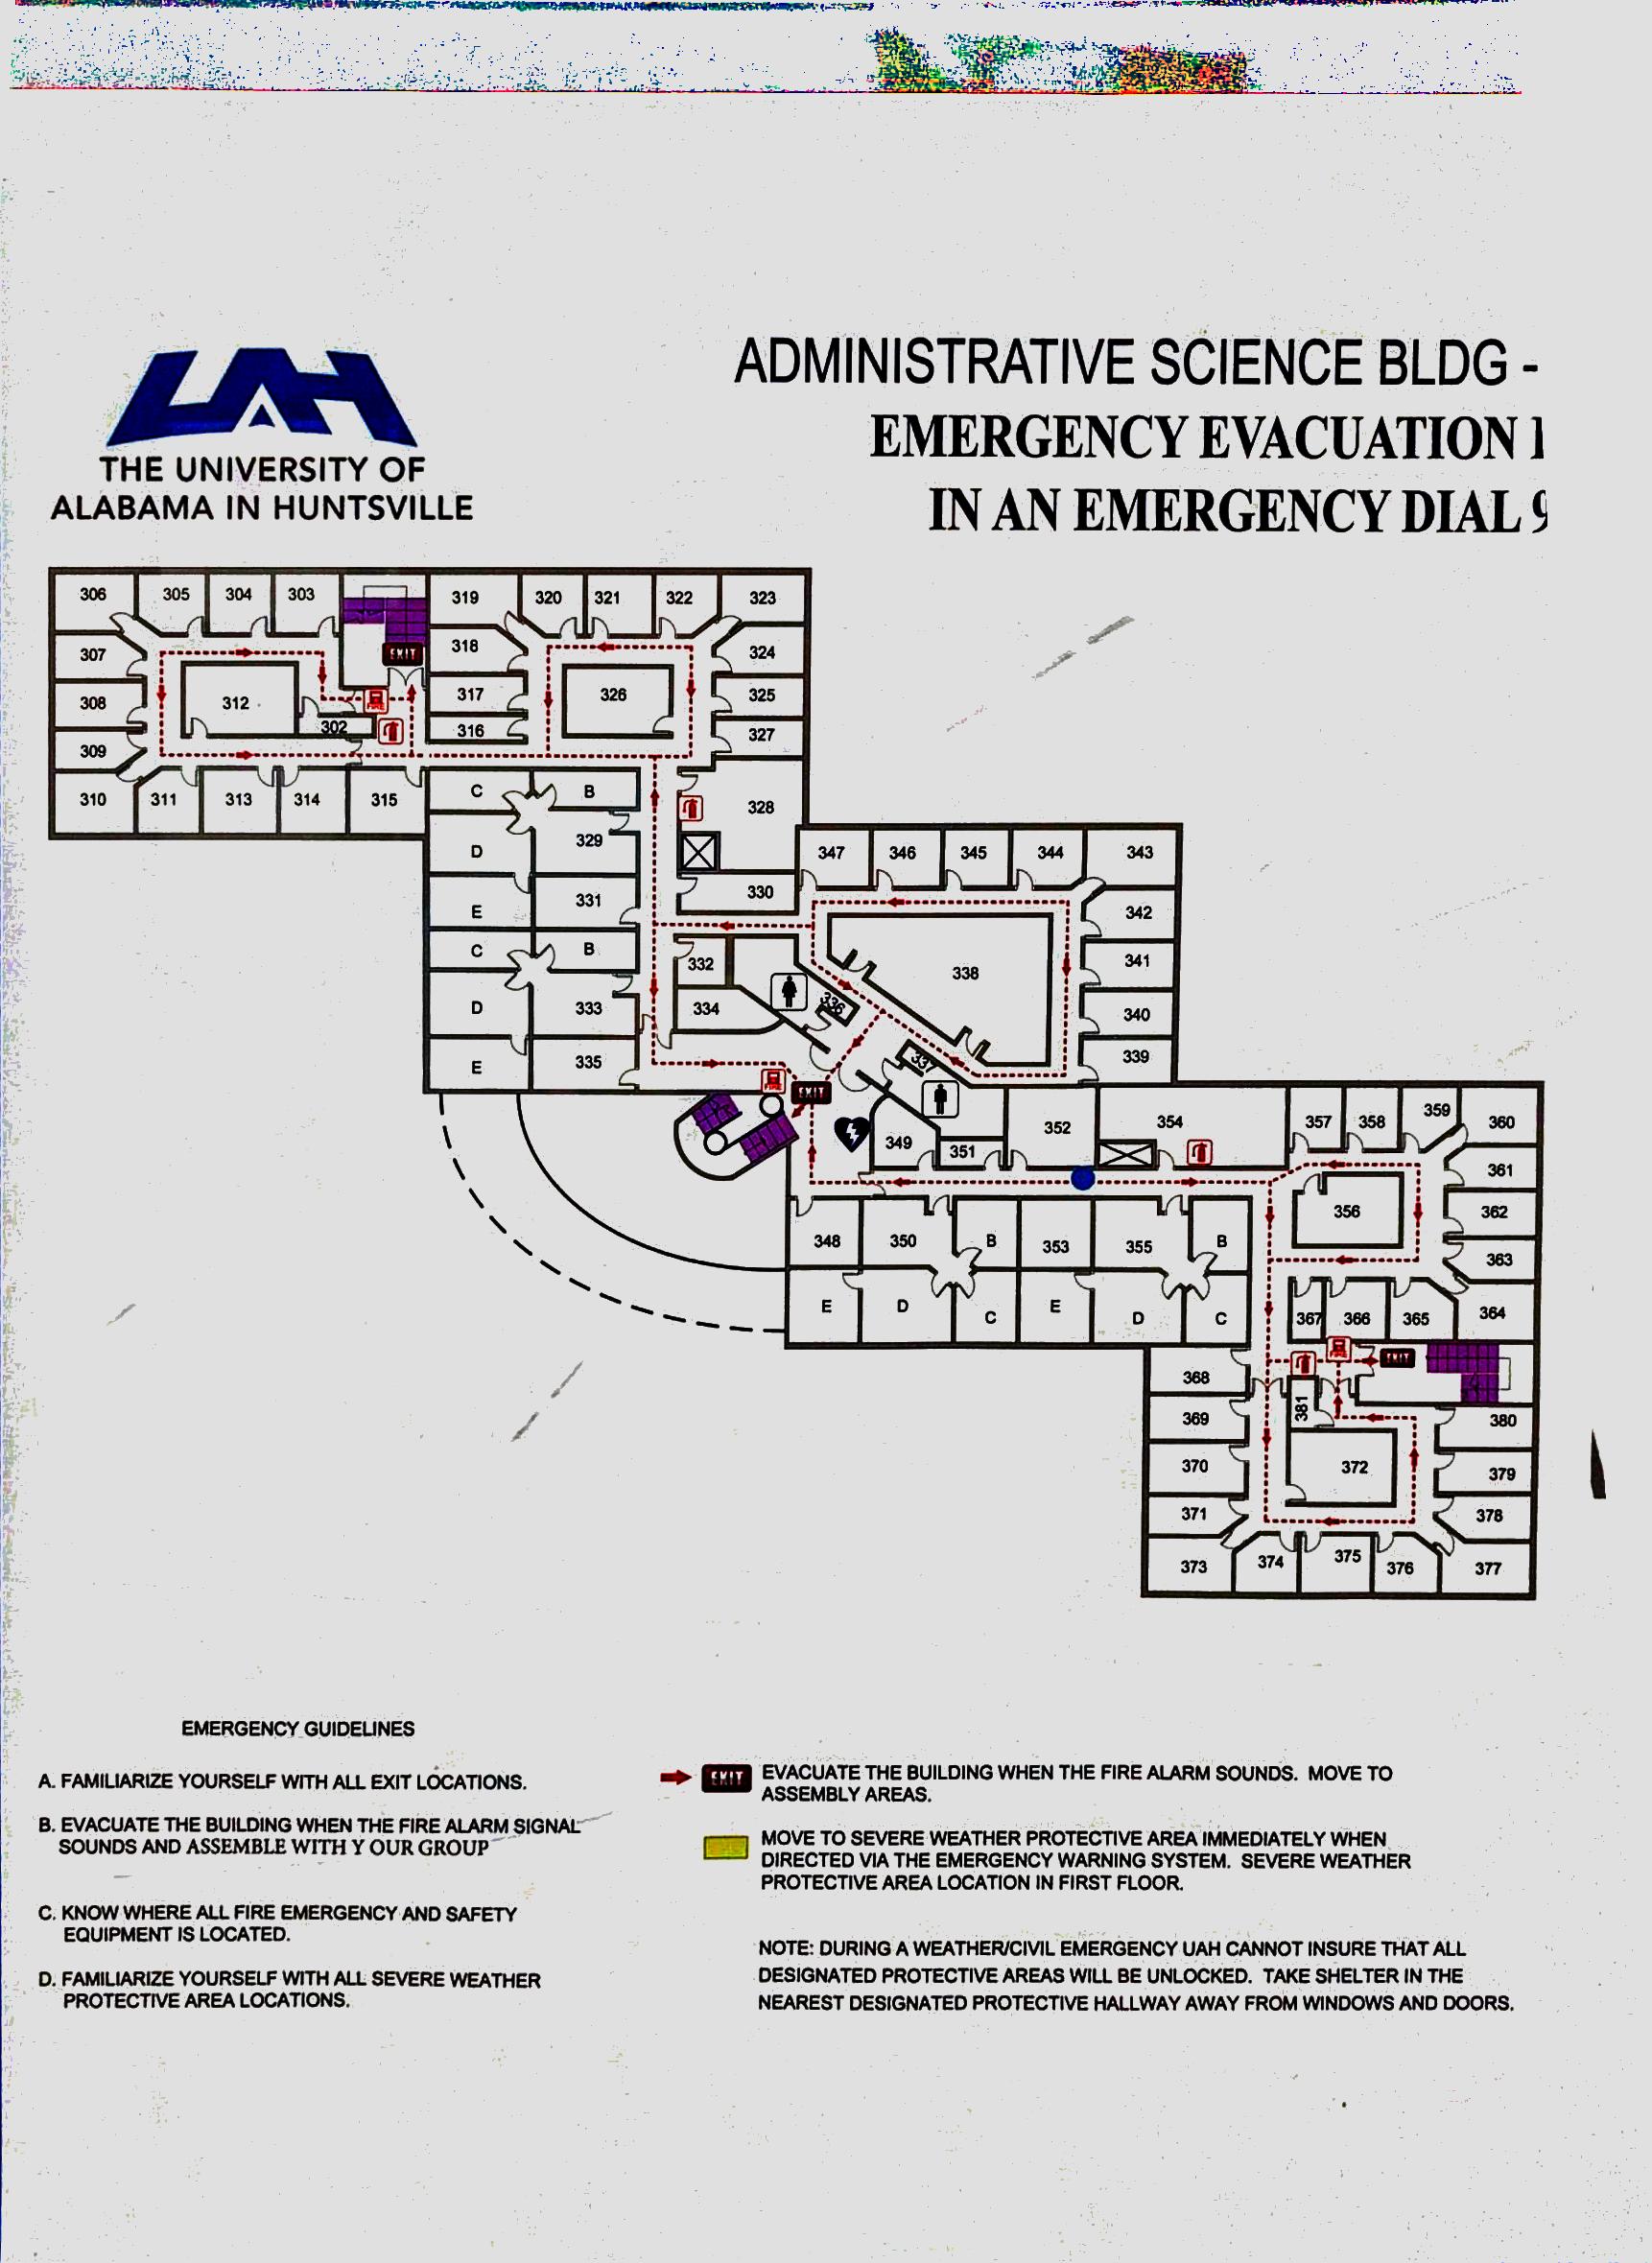 ADMINISTRATIVE SCIENCE BLDG -
EMERGENCY EVACUATION
IN AN EMERGENCY DIAL 9
UAH
THE UNIVERSITY OF
ALABAMA IN HUNTSVILLE
306 305 304 303 319 320 321 322 323
307 318 324
308 312 317 326 325
302 316 327
309
310 311 313 314 315 C B 328
EXIT
FIRE
D 329
347 346 345 344 343
E 331 330
342
C B 332 338 341
D 333 334 336 340
E 335 337 339
FIRE
EXIT
349 351 352 354 357 358 359 360
361
348 350 B 353 355 B 356 362
363
E D C E D C 367 366 365 364
FIRE
EXIT
368
369 381 380
370 372 379
371 378
373 374 375 376 377
EMERGENCY GUIDELINES
A. FAMILIARIZE YOURSELF WITH ALL EXIT LOCATIONS.
B. EVACUATE THE BUILDING WHEN THE FIRE ALARM SIGNAL
SOUNDS AND ASSEMBLE WITH Y OUR GROUP
C. KNOW WHERE ALL FIRE EMERGENCY AND SAFETY
EQUIPMENT IS LOCATED.
D. FAMILIARIZE YOURSELF WITH ALL SEVERE WEATHER
PROTECTIVE AREA LOCATIONS.
EXIT
EVACUATE THE BUILDING WHEN THE FIRE ALARM SOUNDS. MOVE TO
ASSEMBLY AREAS.
MOVE TO SEVERE WEATHER PROTECTIVE AREA IMMEDIATELY WHEN
DIRECTED VIA THE EMERGENCY WARNING SYSTEM. SEVERE WEATHER
PROTECTIVE AREA LOCATION IN FIRST FLOOR.
NOTE: DURING A WEATHER/CIVIL EMERGENCY UAH CANNOT INSURE THAT ALL
DESIGNATED PROTECTIVE AREAS WILL BE UNLOCKED. TAKE SHELTER IN THE
NEAREST DESIGNATED PROTECTIVE HALLWAY AWAY FROM WINDOWS AND DOORS.